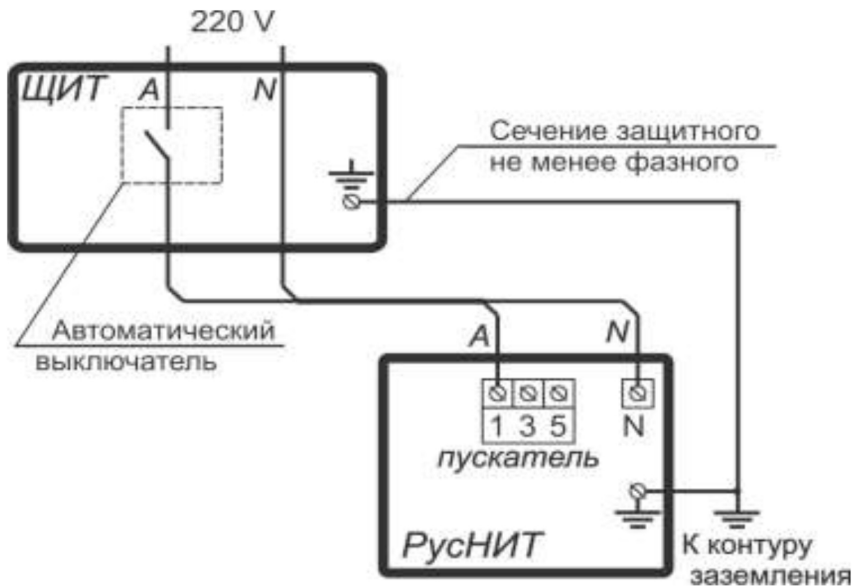 220 V
ЩИТ
A
N
Сечение защитного
не менее фазного
Автоматический
выключатель
A
N
1 3 5
N
пускатель
РусНИТ
К контуру
заземления